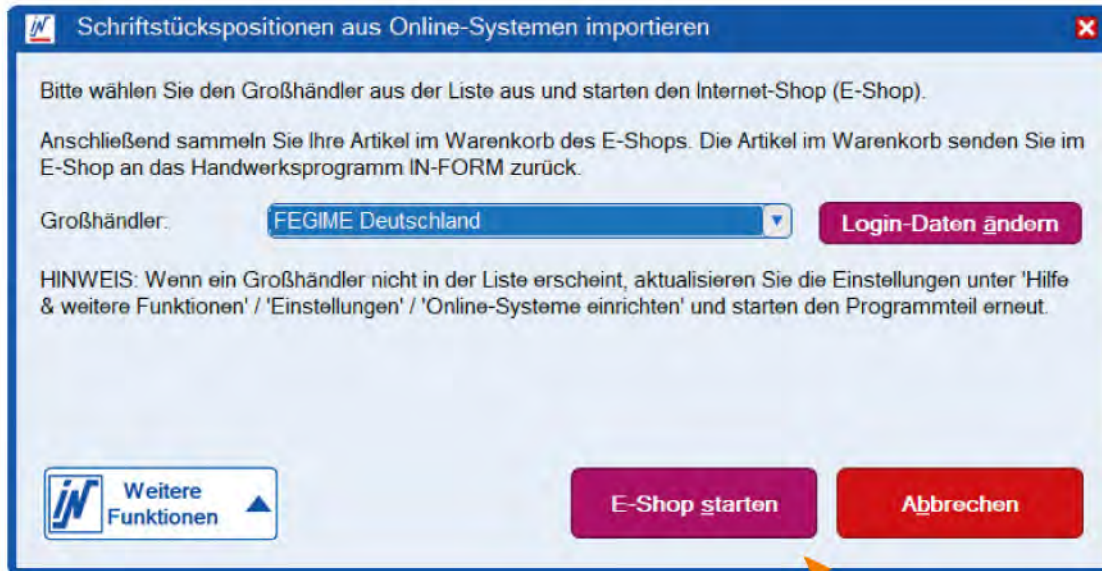 iN Schriftstückspositionen aus Online-Systemen importieren
Bitte wählen Sie den Großhändler aus der Liste aus und starten den Internet-Shop (E-Shop).
Anschließend sammeln Sie Ihre Artikel im Warenkorb des E-Shops. Die Artikel im Warenkorb senden Sie im
E-Shop an das Handwerksprogramm IN-FORM zurück.
Großhändler: FEGIME Deutschland Login-Daten ändern
HINWEIS: Wenn ein Großhändler nicht in der Liste erscheint, aktualisieren Sie die Einstellungen unter 'Hilfe
& weitere Funktionen' / 'Einstellungen' / 'Online-Systeme einrichten' und starten den Programmteil erneut.
iN Weitere
Funktionen
E-Shop starten
Abbrechen